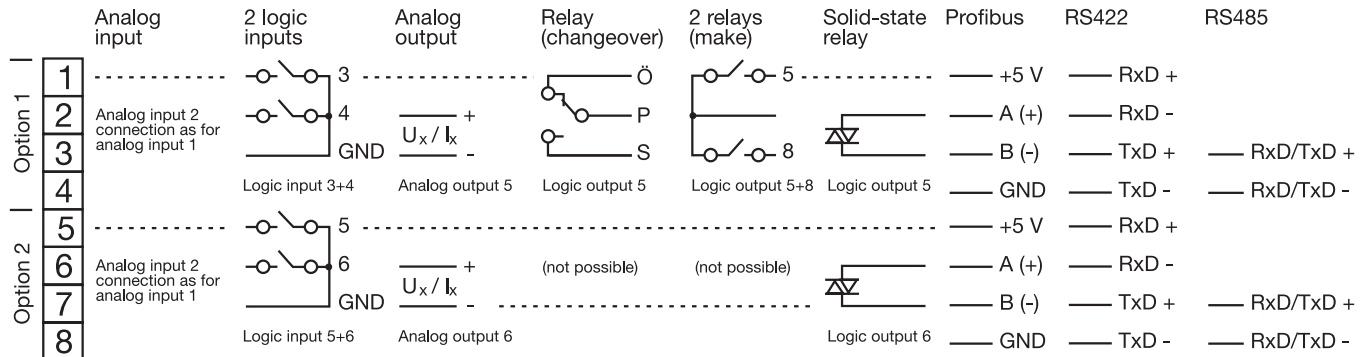 Analog input 2 logic inputs Analog output Relay (changeover) 2 relays (make) Solid-state relay Profibus RS422 RS485
Option 1
1 3 Ö 5 +5 V RxD +
2 Analog input 2 connection as for analog input 1 4 Ux / Ix + P A (+) RxD -
3 GND - S 8 B (-) TxD + RxD/TxD +
4 Logic input 3+4 Analog output 5 Logic output 5 Logic output 5+8 Logic output 5 GND TxD - RxD/TxD -
Option 2
5 5 +5 V RxD +
6 Analog input 2 connection as for analog input 1 6 Ux / Ix + (not possible) (not possible) A (+) RxD -
7 GND - B (-) TxD + RxD/TxD +
8 Logic input 5+6 Analog output 6 Logic output 6 GND TxD - RxD/TxD -